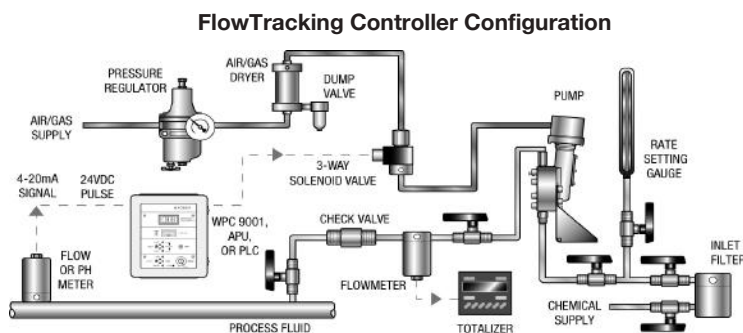 FlowTracking Controller Configuration
AIR/GAS
DRYER
PRESSURE
REGULATOR
DUMP
VALVE
PUMP
AIR/GAS
SUPPLY
RATE
SETTING
GAUGE
3-WAY
SOLENOID VALVE
4-20mA
SIGNAL
24VDC
PULSE
WPC 9001,
APU,
OR PLC
CHECK VALVE
FLOW
OR PH
METER
INLET
FILTER
FLOWMETER
CHEMICAL
SUPPLY
PROCESS FLUID
TOTALIZER